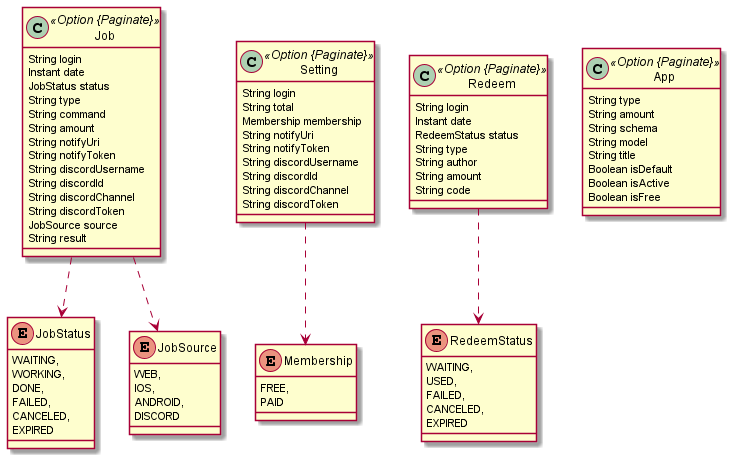 C «Option {Paginate}»
Job
String login
Instant date
JobStatus status
String type
String command
String amount
String notifyUri
String notifyToken
String discordUsername
String discordId
String discordChannel
String discordToken
JobSource source
String result
C «Option {Paginate}»
Setting
String login
String total
Membership membership
String notifyUri
String notifyToken
String discordUsername
String discordId
String discordChannel
String discordToken
C «Option {Paginate}»
Redeem
String login
Instant date
RedeemStatus status
String type
String author
String amount
String code
C «Option {Paginate}»
App
String type
String amount
String schema
String model
String title
Boolean isDefault
Boolean isActive
Boolean isFree
E JobStatus
WAITING,
WORKING,
DONE,
FAILED,
CANCELED,
EXPIRED
E JobSource
WEB,
IOS,
ANDROID,
DISCORD
E Membership
FREE,
PAID
E RedeemStatus
WAITING,
USED,
FAILED,
CANCELED,
EXPIRED